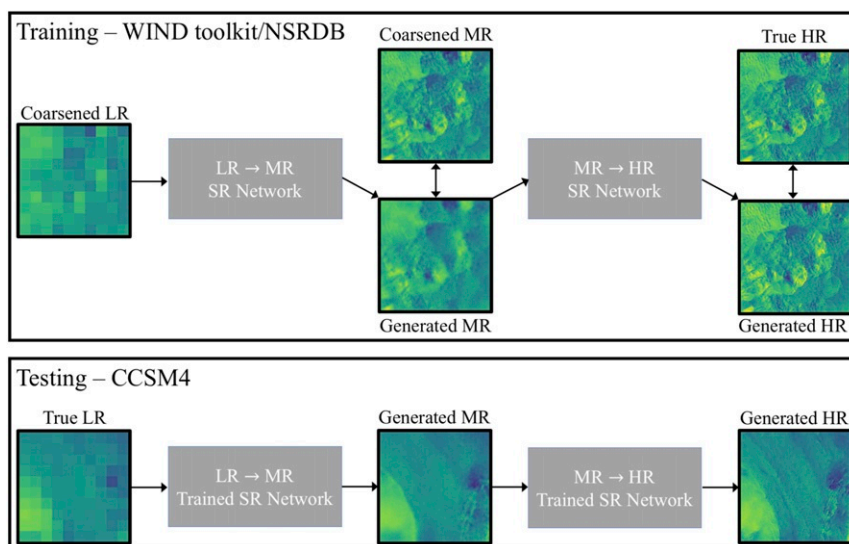 Training – WIND toolkit/NSRDB
Coarsened MR
True HR
Coarsened LR
LR → MR
SR Network
MR → HR
SR Network
Generated MR
Generated HR
Testing – CCSM4
True LR
Generated MR
Generated HR
LR → MR
Trained SR Network
MR → HR
Trained SR Network